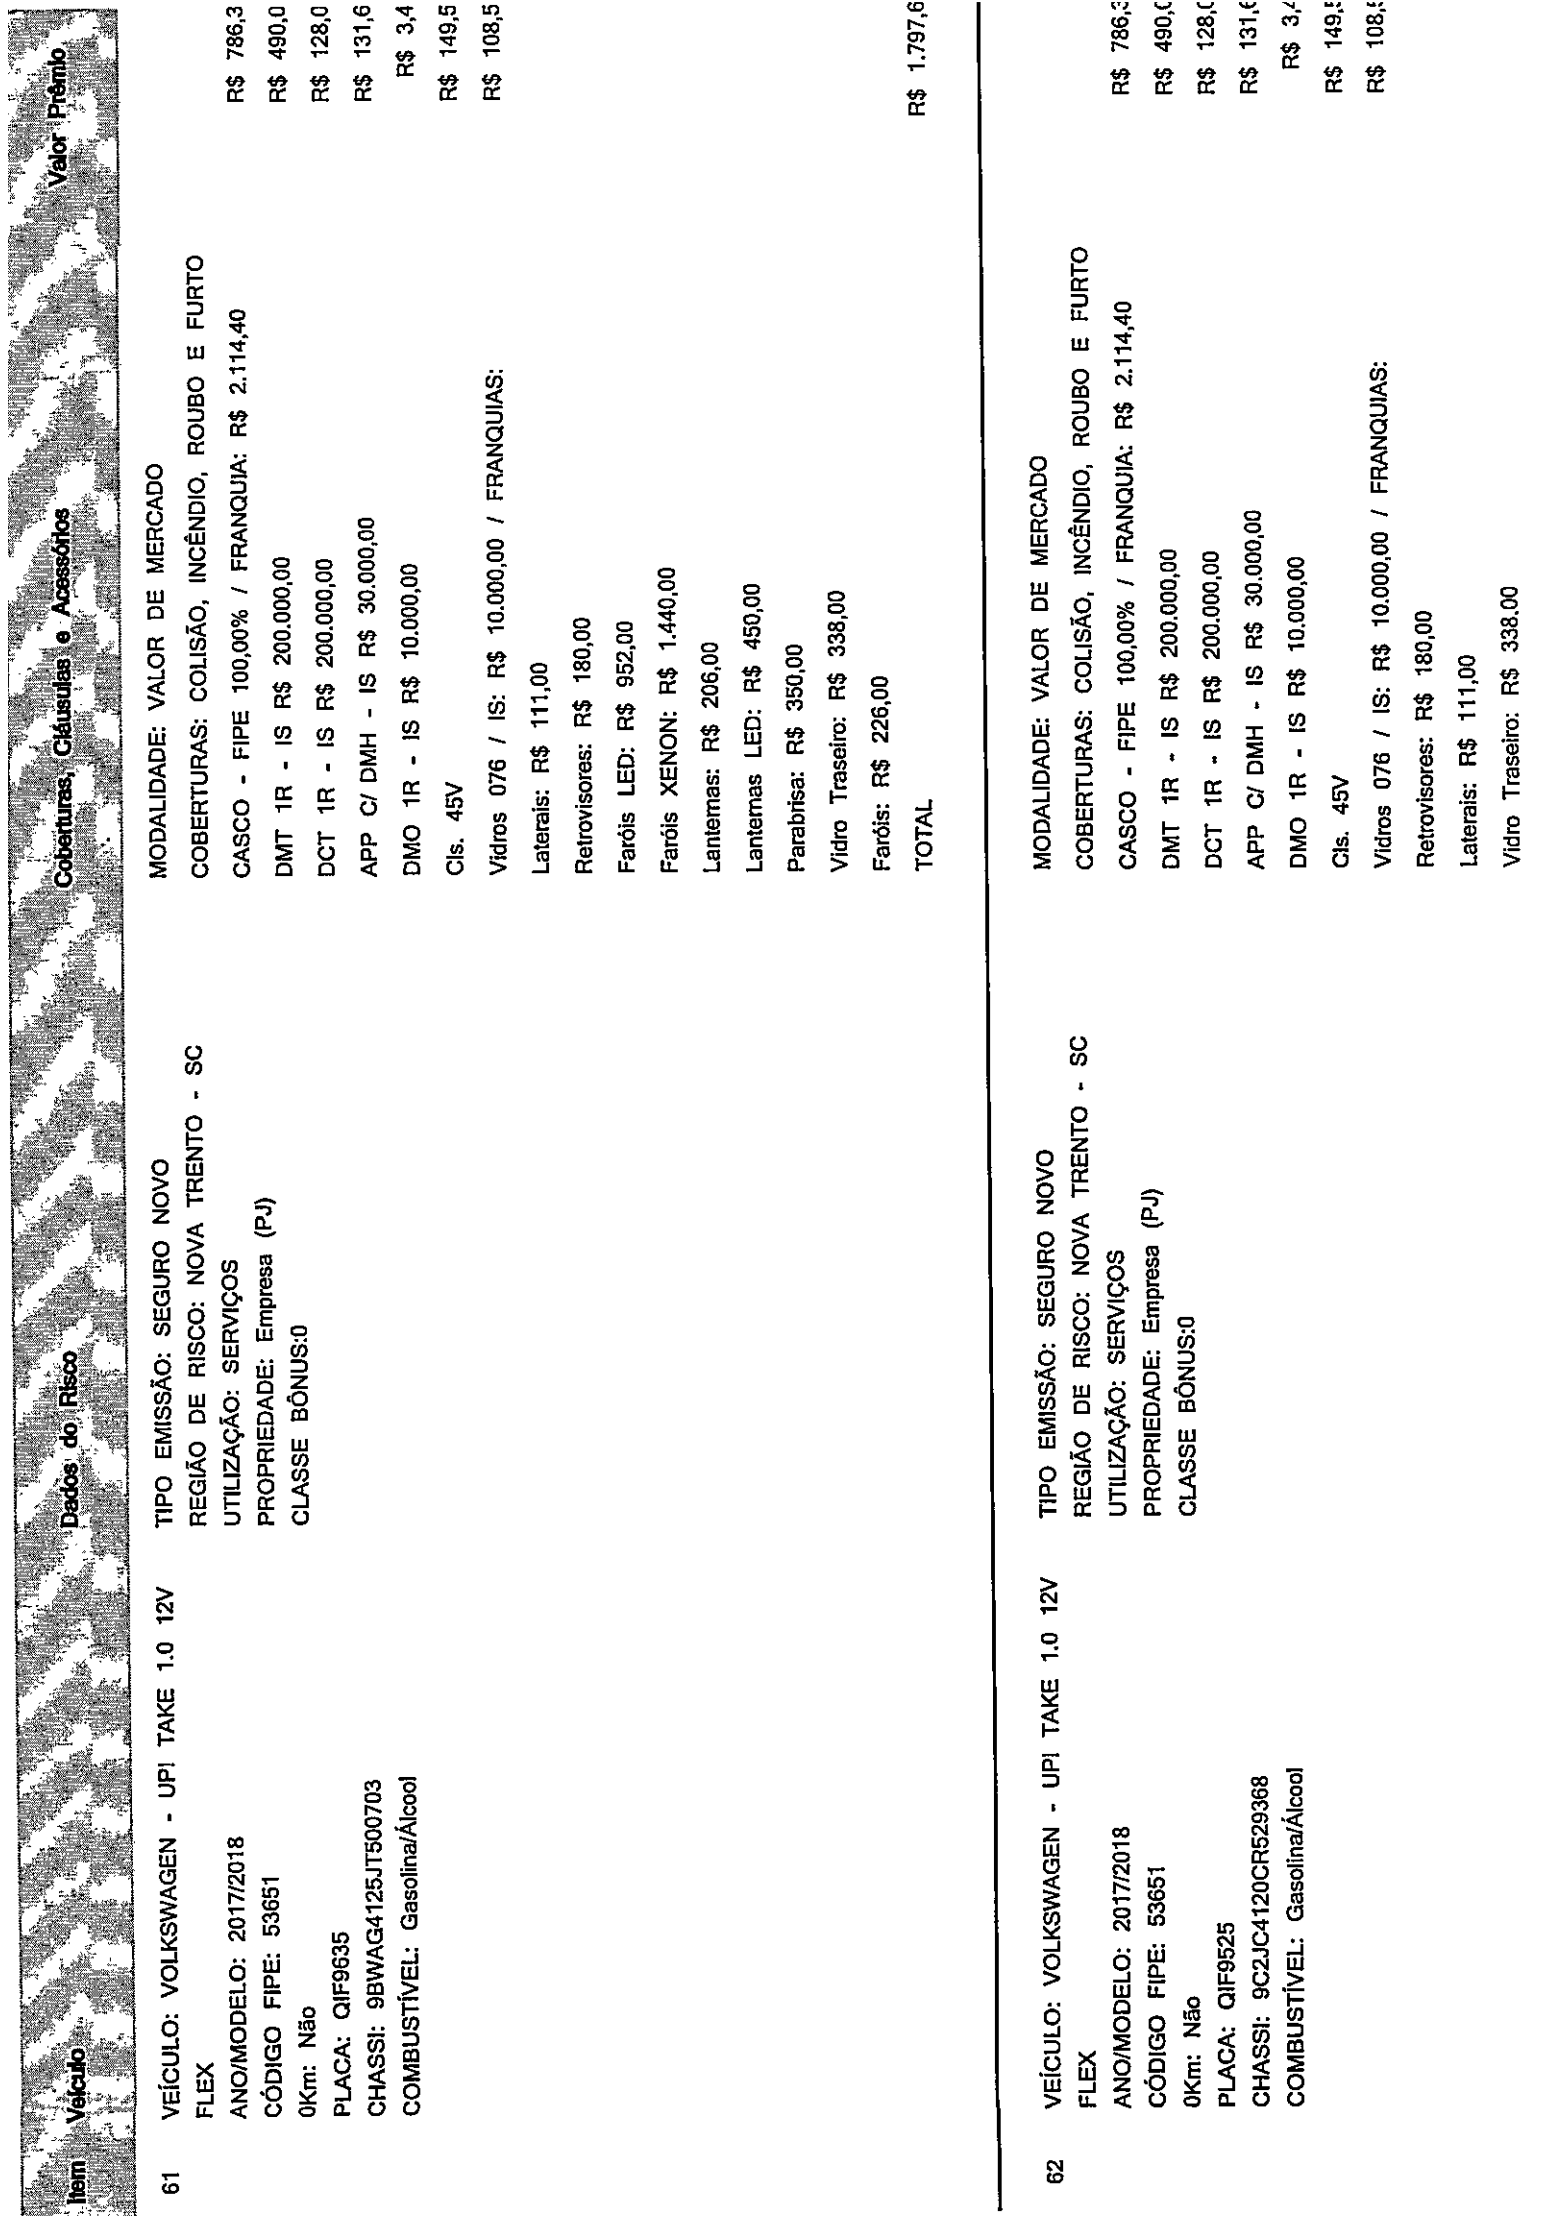 Item Veículo Dados do Risco Coberturas, Cláusulas e Acessórios Valor Prêmio
61
VEÍCULO: VOLKSWAGEN - UP! TAKE 1.0 12V
FLEX
ANO/MODELO: 2017/2018
CÓDIGO FIPE: 53651
0Km: Não
PLACA: QIF9635
CHASSI: 9BWAG4125JT500703
COMBUSTÍVEL: Gasolina/Álcool
TIPO EMISSÃO: SEGURO NOVO
REGIÃO DE RISCO: NOVA TRENTO - SC
UTILIZAÇÃO: SERVIÇOS
PROPRIEDADE: Empresa (PJ)
CLASSE BÔNUS:0
MODALIDADE: VALOR DE MERCADO
COBERTURAS: COLISÃO, INCÊNDIO, ROUBO E FURTO
CASCO - FIPE 100,00% / FRANQUIA: R$ 2.114,40 R$ 786,3
DMT 1R - IS R$ 200.000,00 R$ 490,0
DCT 1R - IS R$ 200.000,00 R$ 128,0
APP C/ DMH - IS R$ 30.000,00 R$ 131,6
DMO 1R - IS R$ 10.000,00 R$ 3,4
Cls. 45V R$ 149,5
Vidros 076 / IS: R$ 10.000,00 / FRANQUIAS: R$ 108,5
Laterais: R$ 111,00
Retrovisores: R$ 180,00
Faróis LED: R$ 952,00
Faróis XENON: R$ 1.440,00
Lanternas: R$ 206,00
Lanternas LED: R$ 450,00
Parabrisa: R$ 350,00
Vidro Traseiro: R$ 338,00
Faróis: R$ 226,00
TOTAL R$ 1.797,6
62
VEÍCULO: VOLKSWAGEN - UP! TAKE 1.0 12V
FLEX
ANO/MODELO: 2017/2018
CÓDIGO FIPE: 53651
0Km: Não
PLACA: QIF9525
CHASSI: 9C2JC4120CR529368
COMBUSTÍVEL: Gasolina/Álcool
TIPO EMISSÃO: SEGURO NOVO
REGIÃO DE RISCO: NOVA TRENTO - SC
UTILIZAÇÃO: SERVIÇOS
PROPRIEDADE: Empresa (PJ)
CLASSE BÔNUS:0
MODALIDADE: VALOR DE MERCADO
COBERTURAS: COLISÃO, INCÊNDIO, ROUBO E FURTO
CASCO - FIPE 100,00% / FRANQUIA: R$ 2.114,40 R$ 786,3
DMT 1R - IS R$ 200.000,00 R$ 490,0
DCT 1R - IS R$ 200.000,00 R$ 128,0
APP C/ DMH - IS R$ 30.000,00 R$ 131,6
DMO 1R - IS R$ 10.000,00 R$ 3,4
Cls. 45V R$ 149,5
Vidros 076 / IS: R$ 10.000,00 / FRANQUIAS: R$ 108,5
Retrovisores: R$ 180,00
Laterais: R$ 111,00
Vidro Traseiro: R$ 338.00